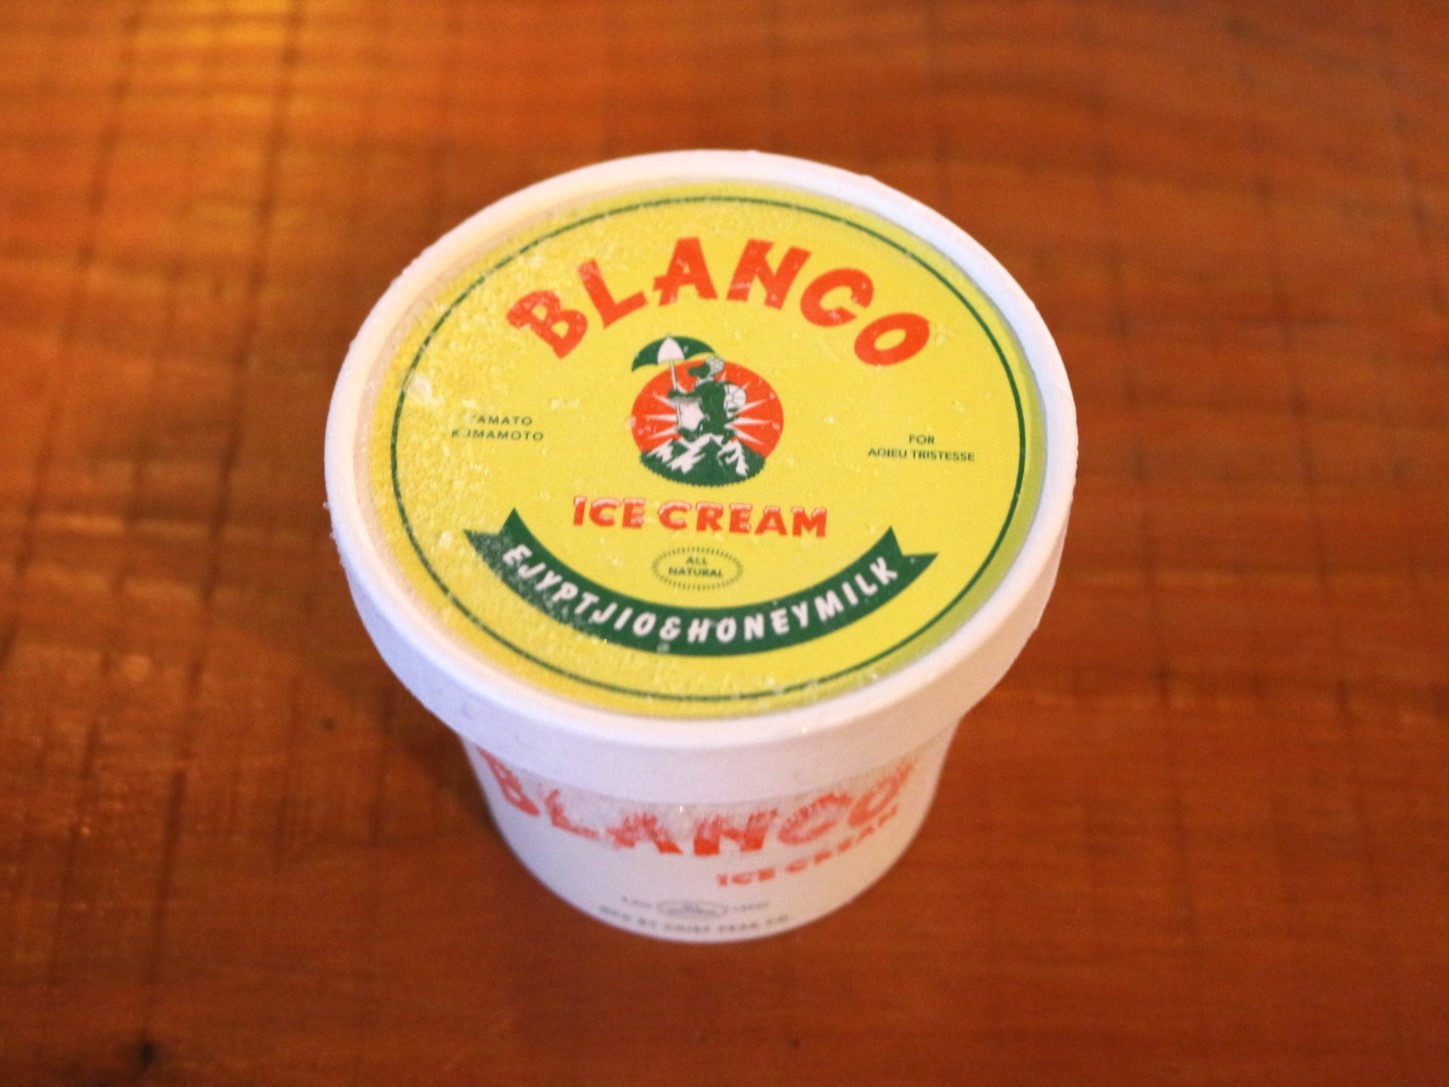 BLANCO
YAMATO
KUMAMOTO
FOR
ADIEU TRISTESSE
ICE CREAM
ALL
NATURAL
EJYPTJIO&HONEYMILK
BLANCO
ICE CREAM